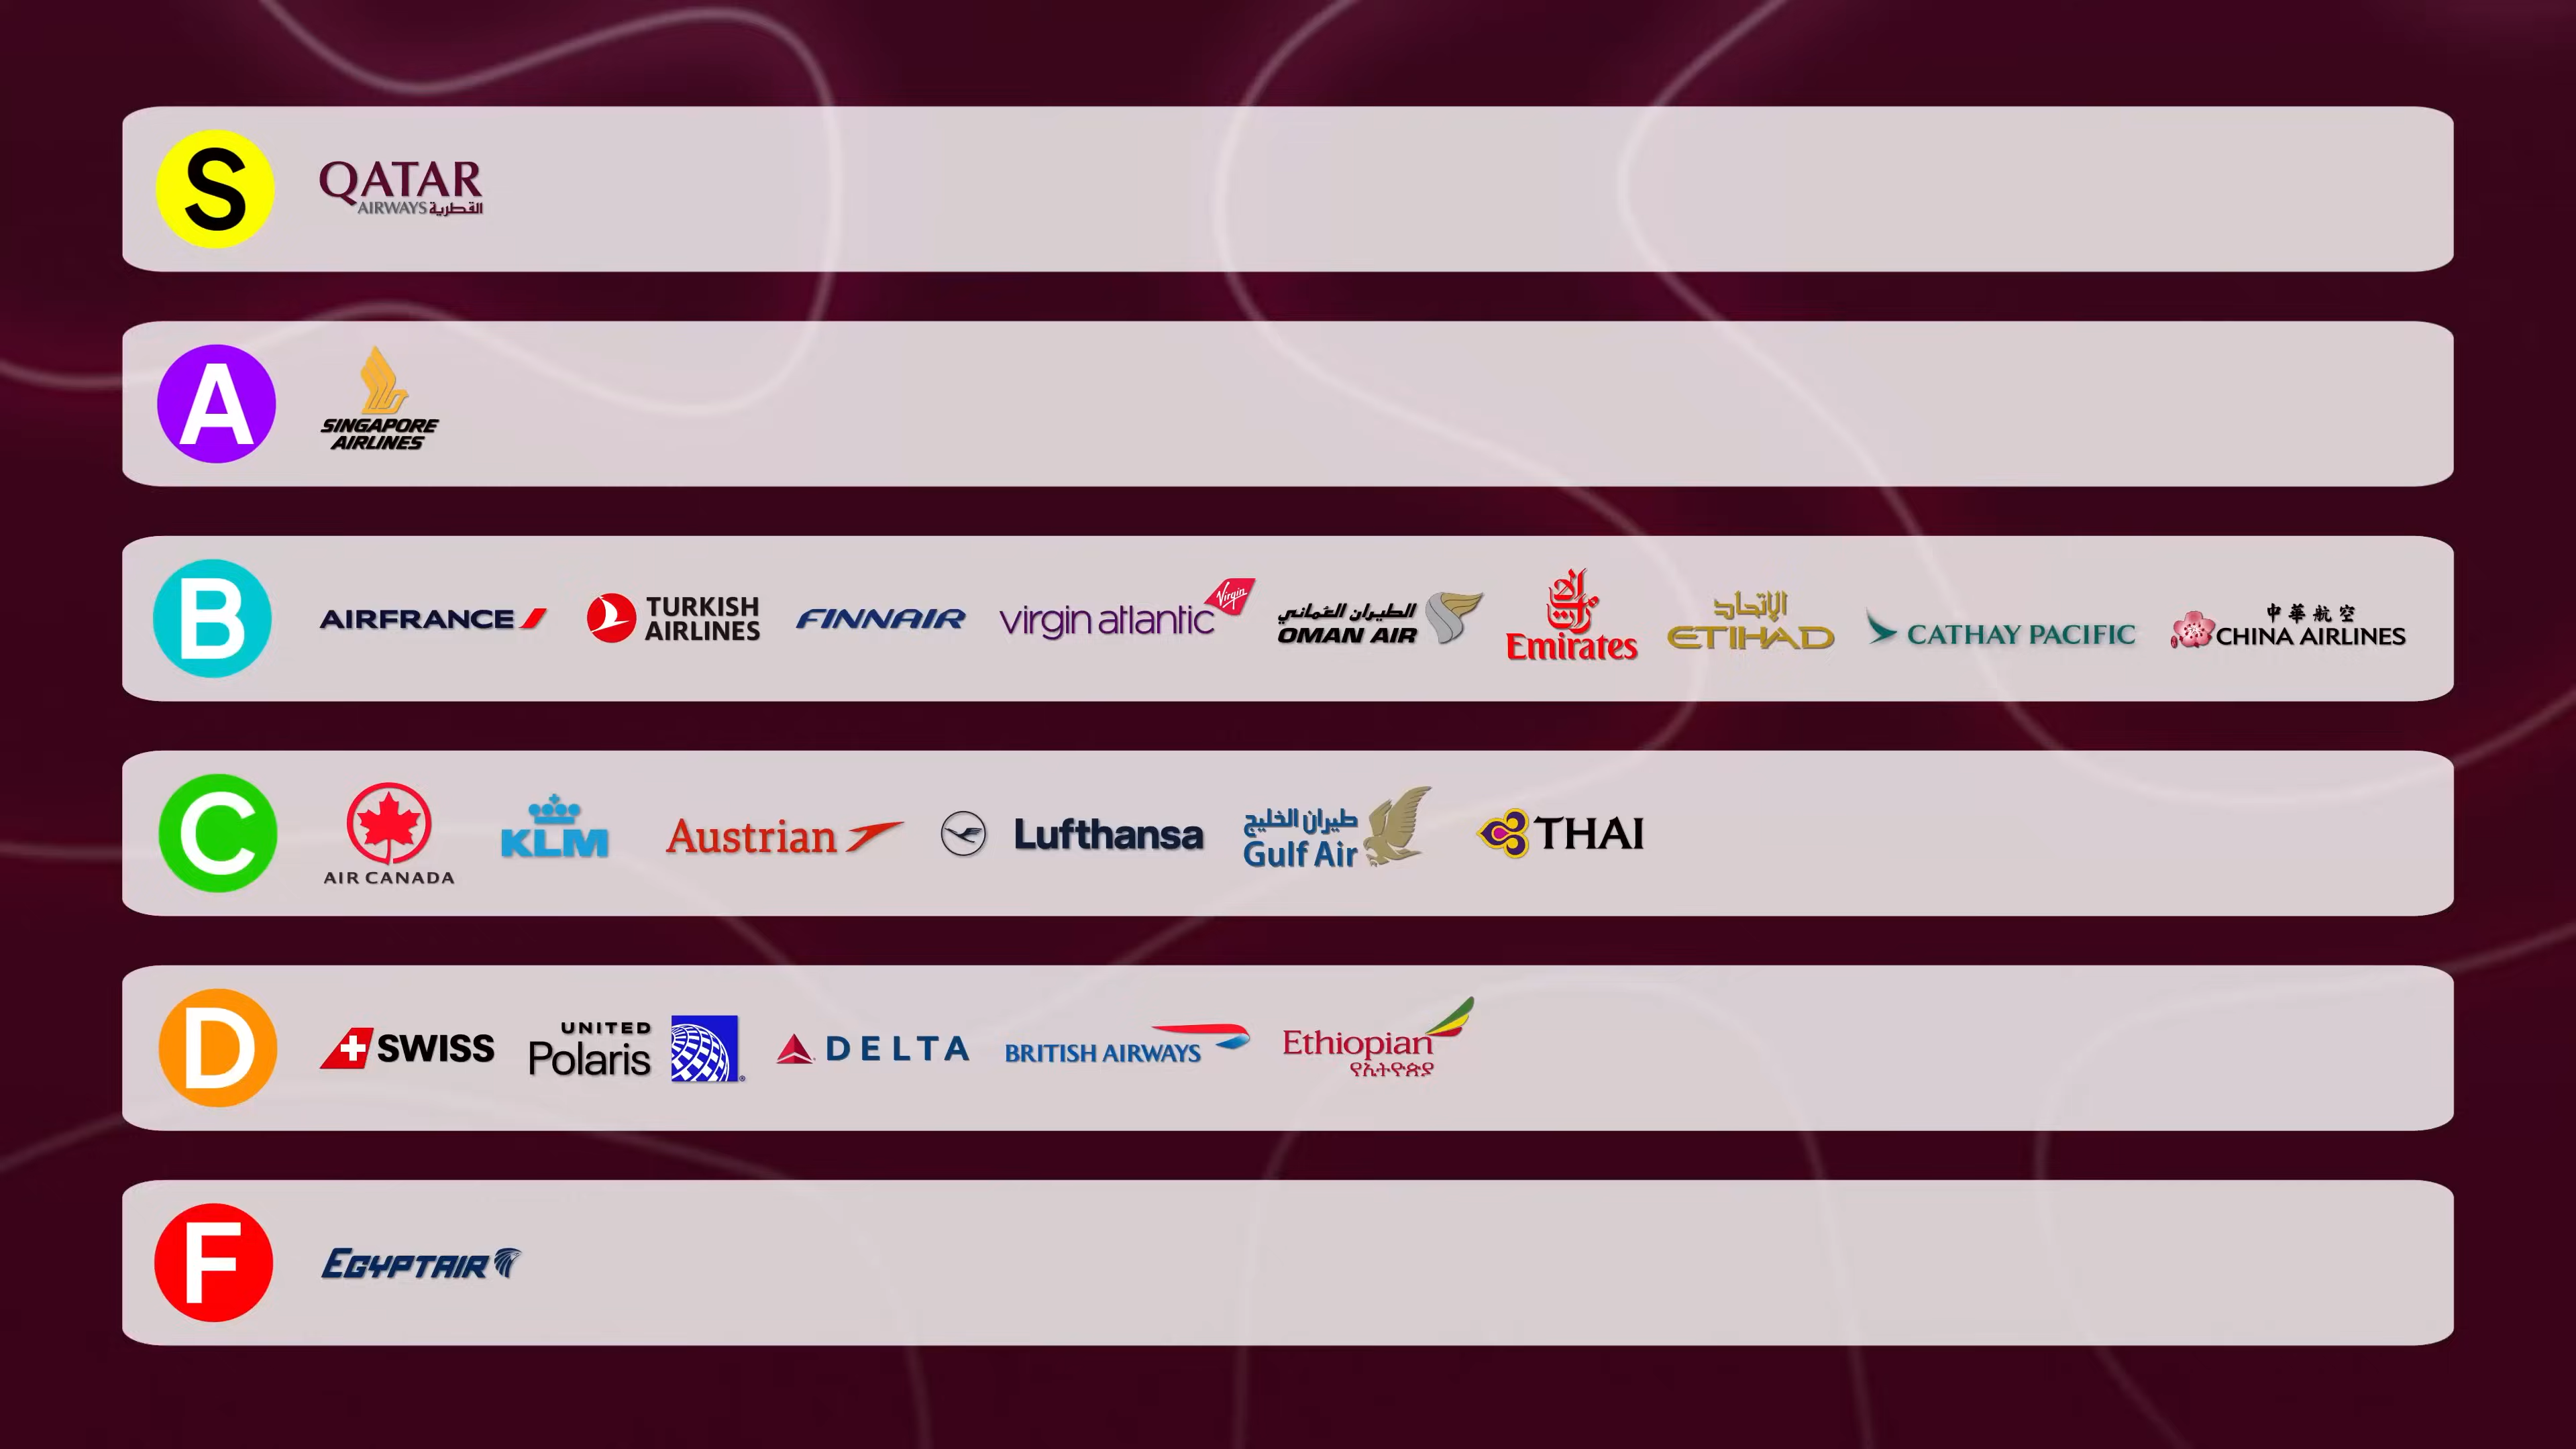 S
QATAR
AIRWAYS القطرية
A
SINGAPORE
AIRLINES
B
AIRFRANCE
TURKISH
AIRLINES
FINNAIR
virgin atlantic
Virgin
الطيران العماني
OMAN AIR
Emirates
الإتحاد
ETIHAD
CATHAY PACIFIC
中華航空
CHINA AIRLINES
C
AIR CANADA
KLM
Austrian
Lufthansa
طيران الخليج
Gulf Air
THAI
D
SWISS
UNITED
Polaris
DELTA
BRITISH AIRWAYS
Ethiopian
የኢትዮጵያ
F
EGYPTAIR